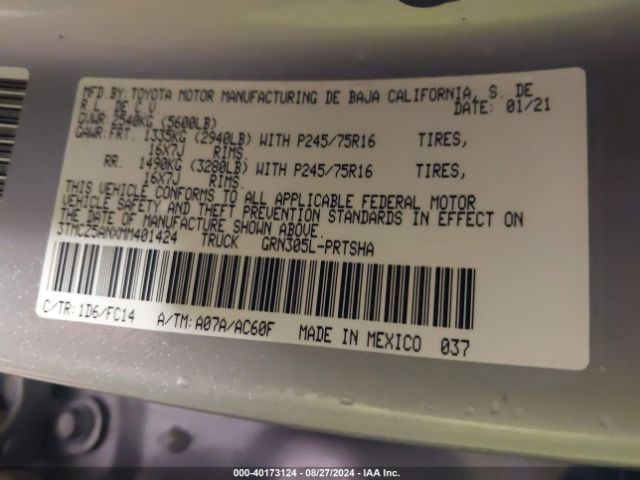 MFD.BY: TOYOTA MOTOR MANUFACTURING DE BAJA CALIFORNIA, S. DE
R.L. DE C.V. DATE: 01/21
GVWR: 2540KG (5600LB)
GAWR: FRT. 1335KG (2940LB) WITH P245/75R16 TIRES,
16X7J RIMS.
RR. 1490KG (3280LB) WITH P245/75R16 TIRES,
16X7J RIMS.
THIS VEHICLE CONFORMS TO ALL APPLICABLE FEDERAL MOTOR
VEHICLE SAFETY AND THEFT PREVENTION STANDARDS IN EFFECT ON
THE DATE OF MANUFACTURE SHOWN ABOVE.
3TMCZ5ANXMM401424 TRUCK GRN305L-PRTSHA
C/TR: 1D6/FC14 A/TM: A07A/AC60F MADE IN MEXICO 037
000-40173124 - 08/27/2024 - IAA Inc.